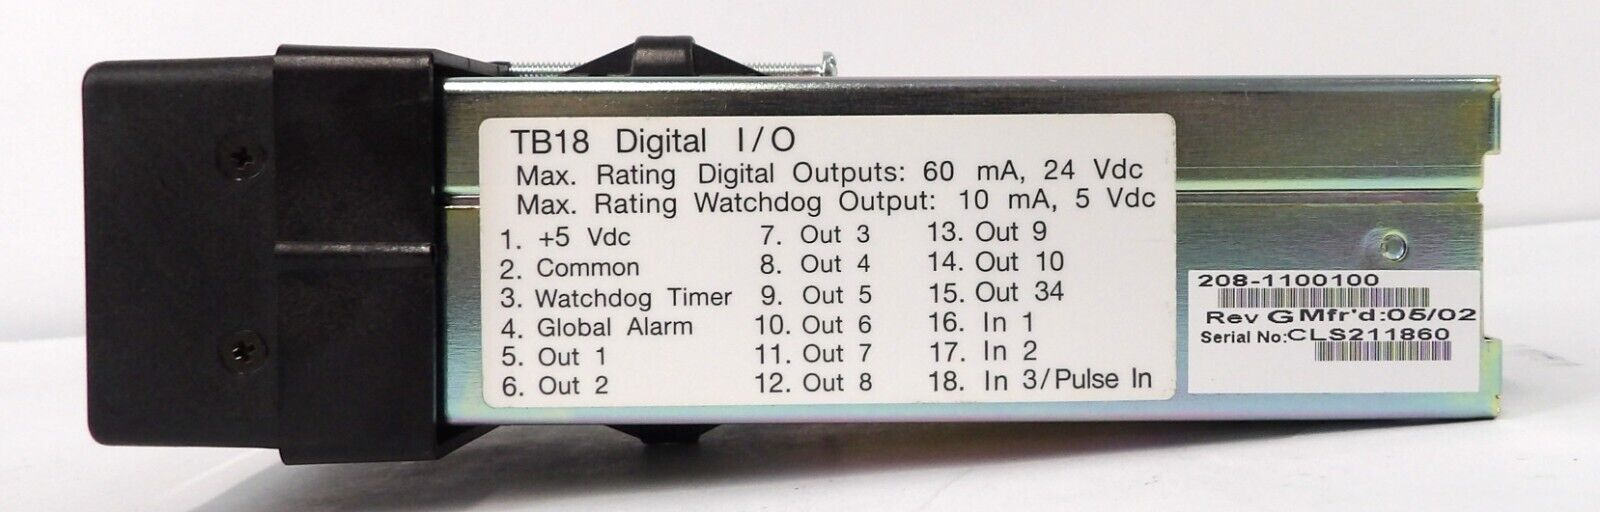 TB18 Digital I/O
Max. Rating Digital Outputs: 60 mA, 24 Vdc
Max. Rating Watchdog Output: 10 mA, 5 Vdc
1. +5 Vdc
2. Common
3. Watchdog Timer
4. Global Alarm
5. Out 1
6. Out 2
7. Out 3
8. Out 4
9. Out 5
10. Out 6
11. Out 7
12. Out 8
13. Out 9
14. Out 10
15. Out 34
16. In 1
17. In 2
18. In 3/Pulse In
208-1100100
Rev G Mfr'd:05/02
Serial No:CLS211860